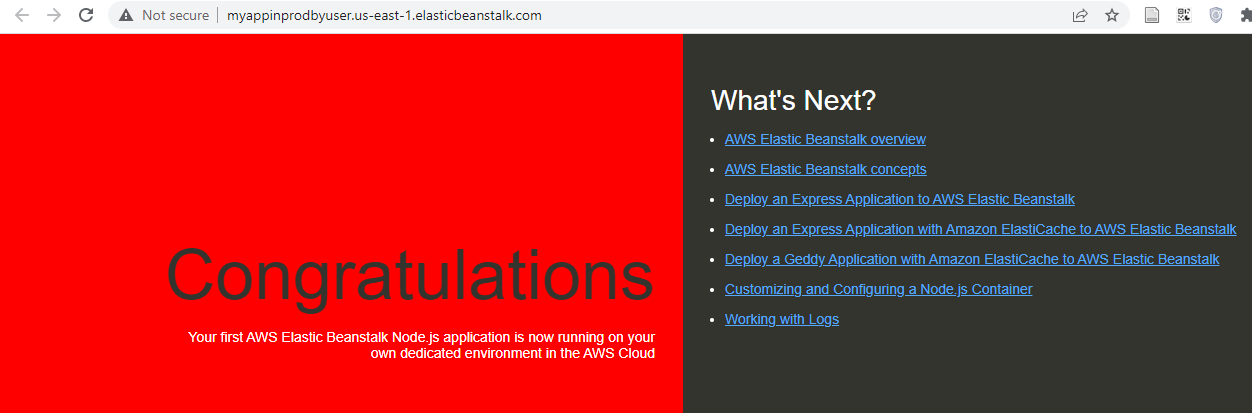 Not secure
myappinprodbyuser.us-east-1.elasticbeanstalk.com
Congratulations
Your first AWS Elastic Beanstalk Node.js application is now running on your
own dedicated environment in the AWS Cloud
What's Next?
AWS Elastic Beanstalk overview
AWS Elastic Beanstalk concepts
Deploy an Express Application to AWS Elastic Beanstalk
Deploy an Express Application with Amazon ElastiCache to AWS Elastic Beanstalk
Deploy a Geddy Application with Amazon ElastiCache to AWS Elastic Beanstalk
Customizing and Configuring a Node.js Container
Working with Logs